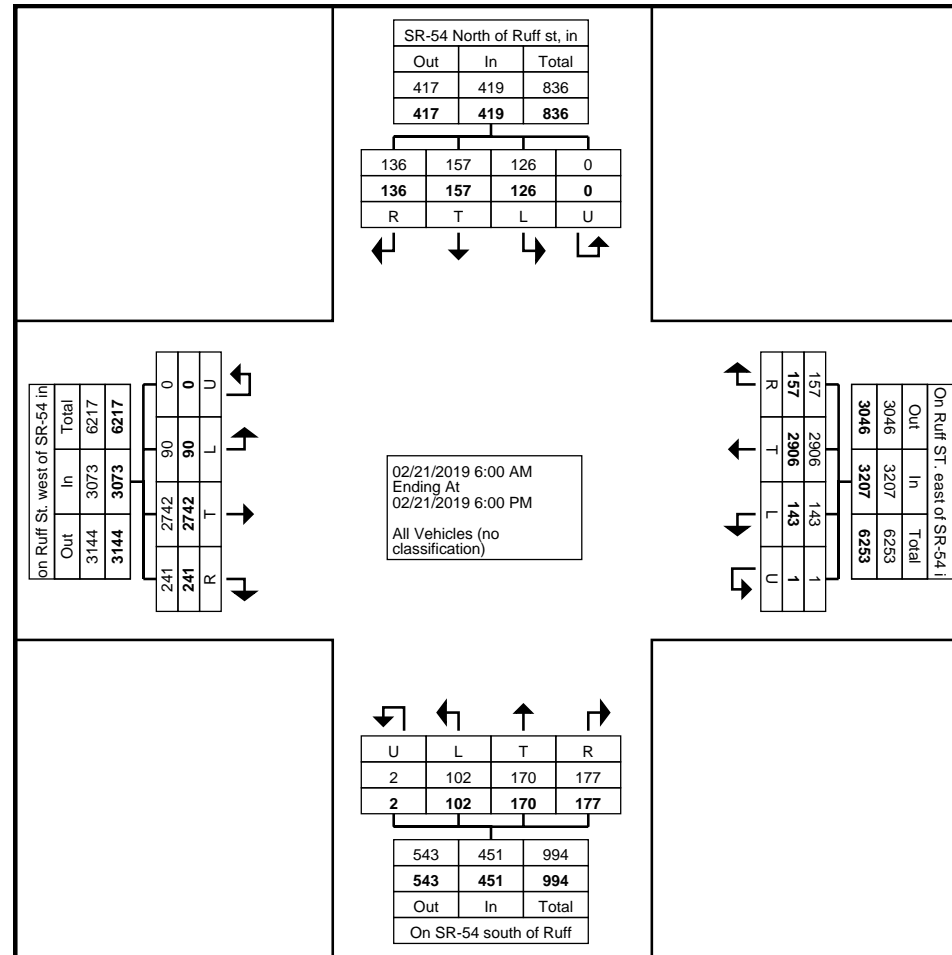 SR-54 North of Ruff st, in
Out In Total
417 419 836
417 419 836
136 157 126 0
136 157 126 0
R T L U
on Ruff St. west of SR-54 in
Total In Out
6217 3073 3144
6217 3073 3144
0 90 2742 241
0 90 2742 241
U L T R
02/21/2019 6:00 AM
Ending At
02/21/2019 6:00 PM
All Vehicles (no
classification)
R T L U
157 2906 143 1
157 2906 143 1
On Ruff ST. east of SR-54 i
Out In Total
3046 3207 6253
3046 3207 6253
U L T R
2 102 170 177
2 102 170 177
543 451 994
543 451 994
Out In Total
On SR-54 south of Ruff